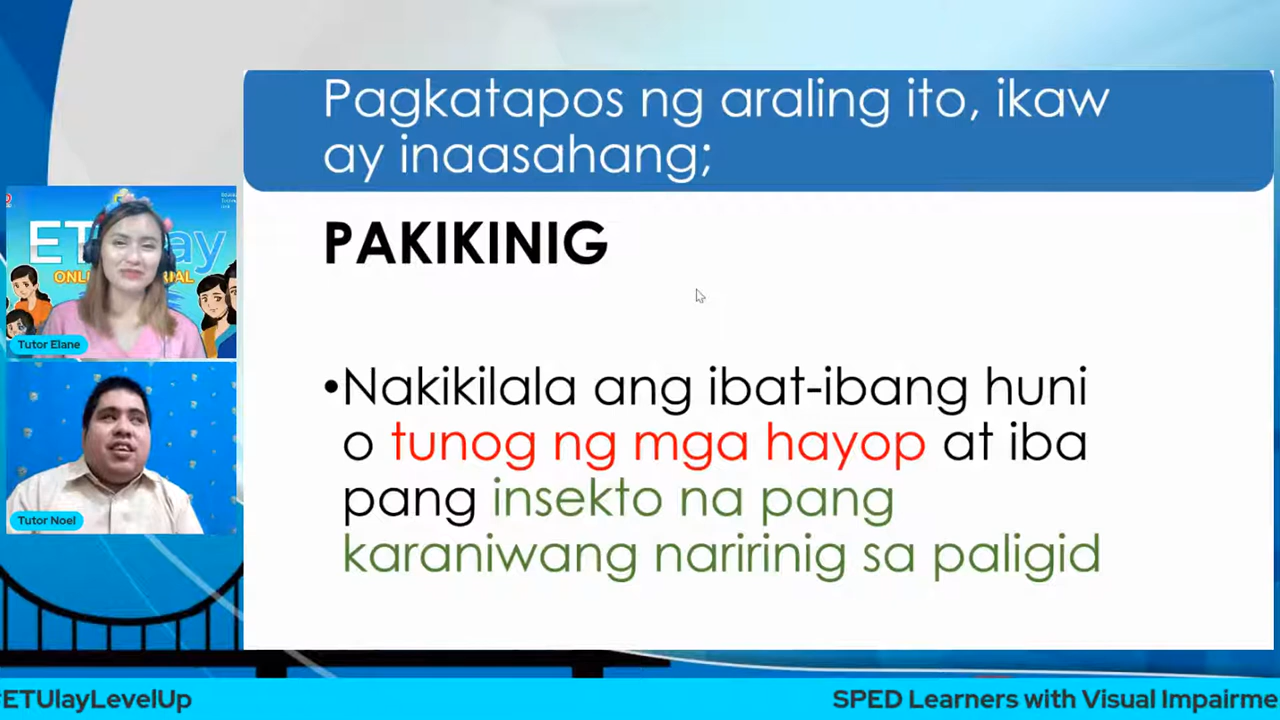 Pagkatapos ng araling ito, ikaw
ay inaasahang;
PAKIKINIG
•Nakikilala ang ibat-ibang huni
o tunog ng mga hayop at iba
pang insekto na pang
karaniwang naririnig sa paligid
Tutor Elane
Tutor Noel
ETUlayLevelUp
SPED Learners with Visual Impairme